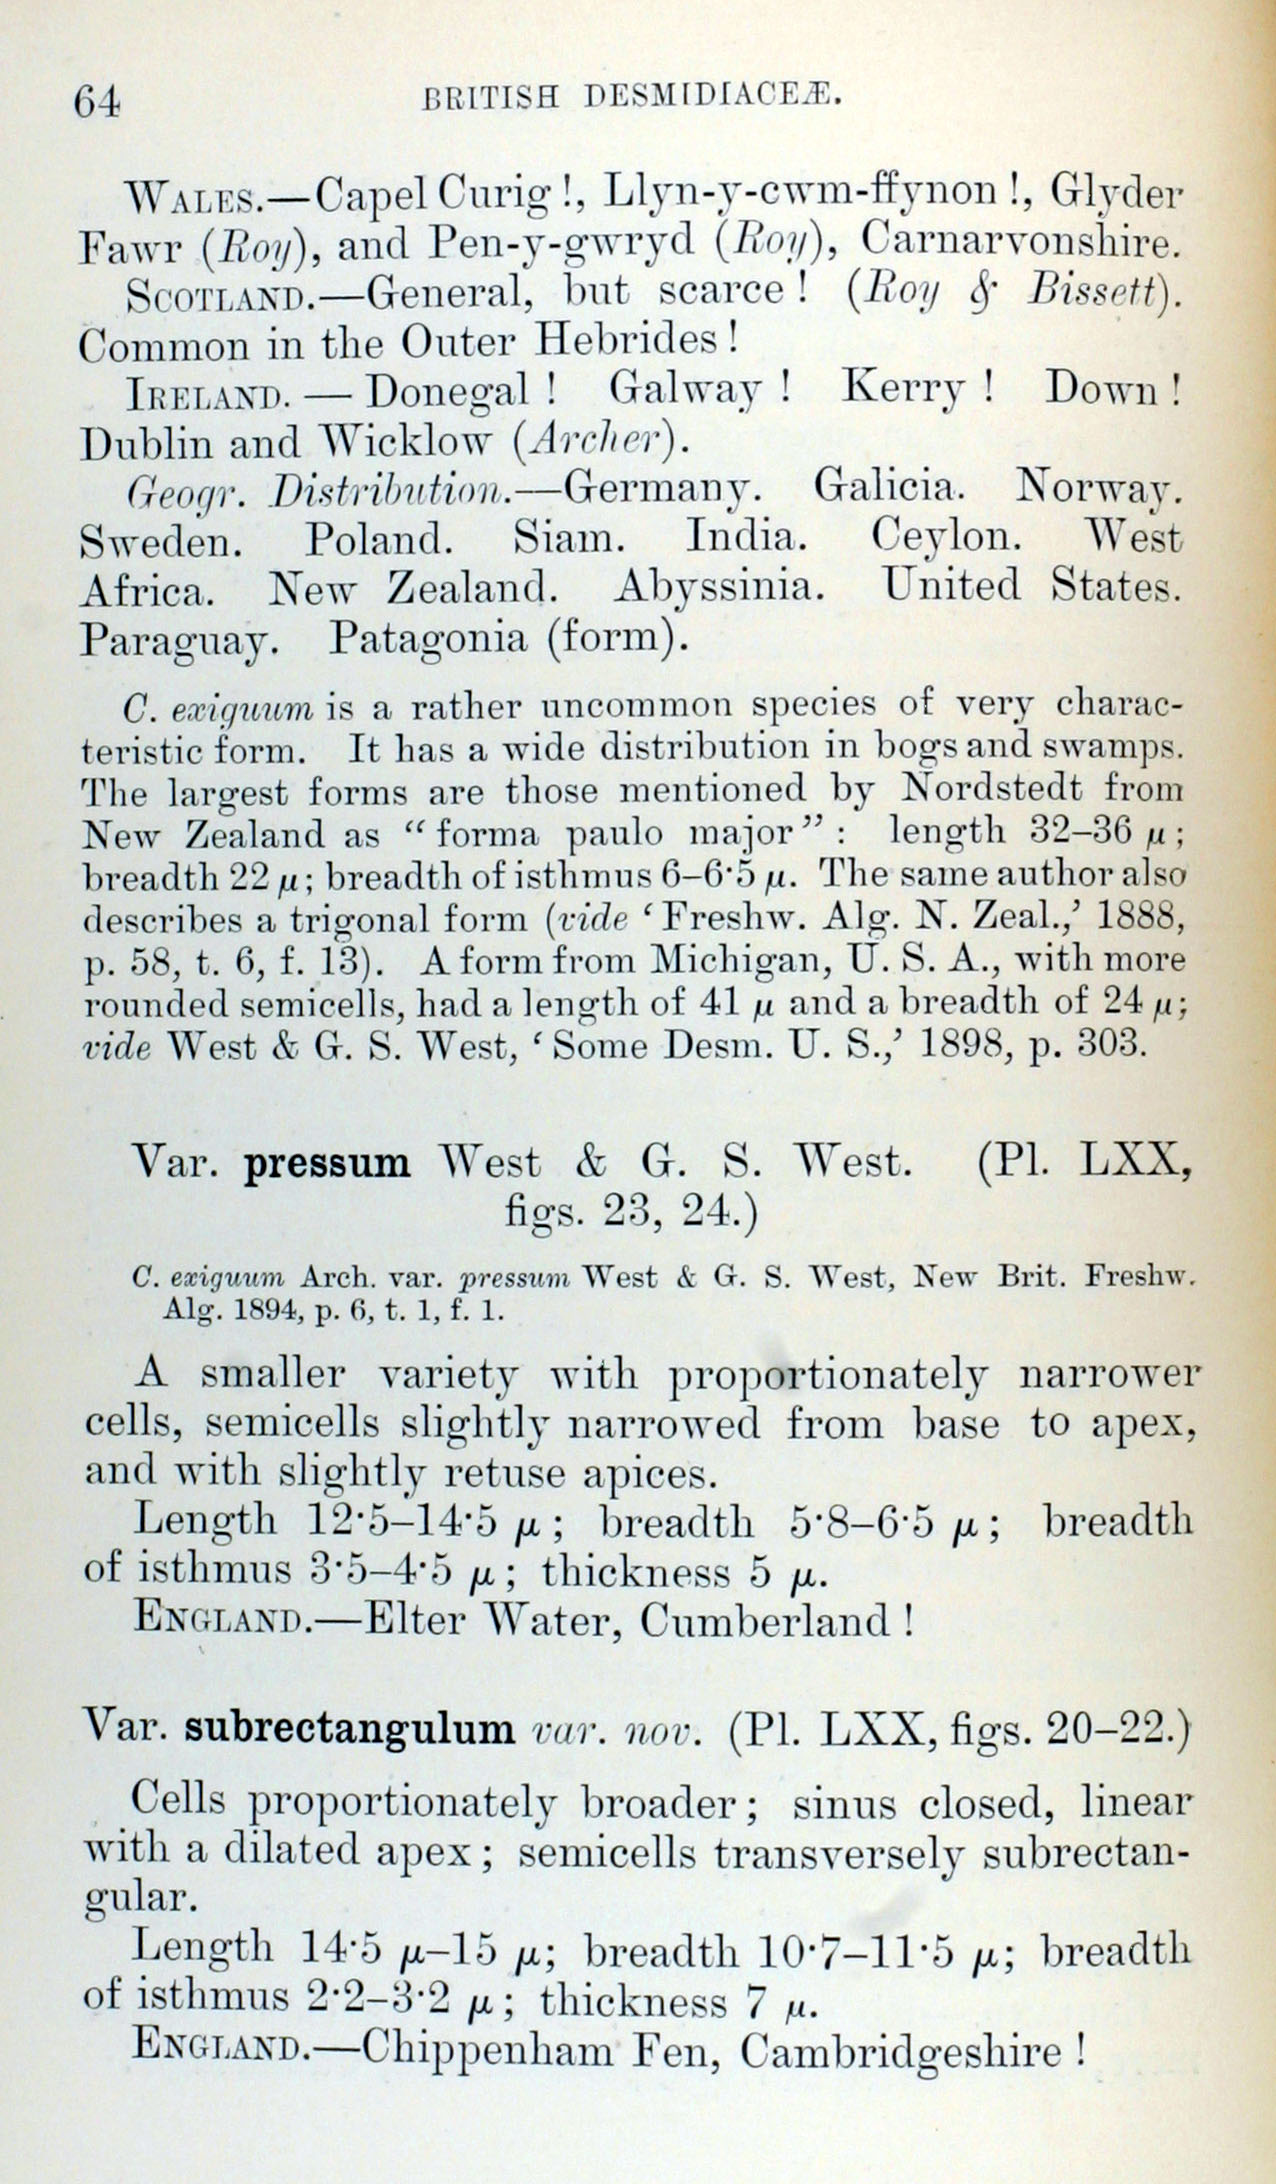 64 BRITISH DESMIDIACEÆ.
WALES.—Capel Curig !, Llyn-y-cwm-ffynon !, Glyder
Fawr (Roy), and Pen-y-gwryd (Roy), Carnarvonshire.
SCOTLAND.—General, but scarce ! (Roy & Bissett).
Common in the Outer Hebrides !
IRELAND. — Donegal ! Galway ! Kerry ! Down !
Dublin and Wicklow (Archer).
Geogr. Distribution.—Germany. Galicia. Norway.
Sweden. Poland. Siam. India. Ceylon. West
Africa. New Zealand. Abyssinia. United States.
Paraguay. Patagonia (form).
C. exiguum is a rather uncommon species of very charac-
teristic form. It has a wide distribution in bogs and swamps.
The largest forms are those mentioned by Nordstedt from
New Zealand as “ forma paulo major ” : length 32–36 μ ;
breadth 22 μ ; breadth of isthmus 6–6·5 μ. The same author also
describes a trigonal form (vide ‘ Freshw. Alg. N. Zeal.,’ 1888,
p. 58, t. 6, f. 13). A form from Michigan, U. S. A., with more
rounded semicells, had a length of 41 μ and a breadth of 24 μ ;
vide West & G. S. West, ‘ Some Desm. U. S.,’ 1898, p. 303.
Var. pressum West & G. S. West. (Pl. LXX,
figs. 23, 24.)
C. exiguum Arch. var. pressum West & G. S. West, New Brit. Freshw.
Alg. 1894, p. 6, t. 1, f. 1.
A smaller variety with proportionately narrower
cells, semicells slightly narrowed from base to apex,
and with slightly retuse apices.
Length 12·5–14·5 μ ; breadth 5·8–6·5 μ ; breadth
of isthmus 3·5–4·5 μ ; thickness 5 μ.
ENGLAND.—Elter Water, Cumberland !
Var. subrectangulum var. nov. (Pl. LXX, figs. 20–22.)
Cells proportionately broader ; sinus closed, linear
with a dilated apex ; semicells transversely subrectan-
gular.
Length 14·5 μ–15 μ ; breadth 10·7–11·5 μ ; breadth
of isthmus 2·2–3·2 μ ; thickness 7 μ.
ENGLAND.—Chippenham Fen, Cambridgeshire !